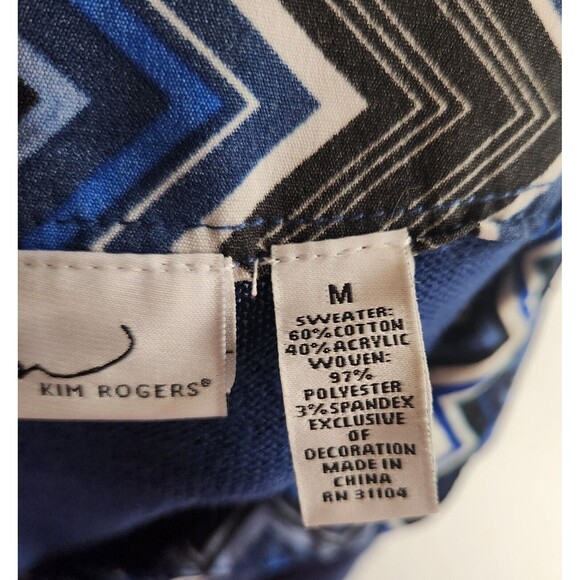 KIM ROGERS®
M
SWEATER:
60% COTTON
40% ACRYLIC
WOVEN:
97%
POLYESTER
3% SPANDEX
EXCLUSIVE
OF
DECORATION
MADE IN
CHINA
RN 31104